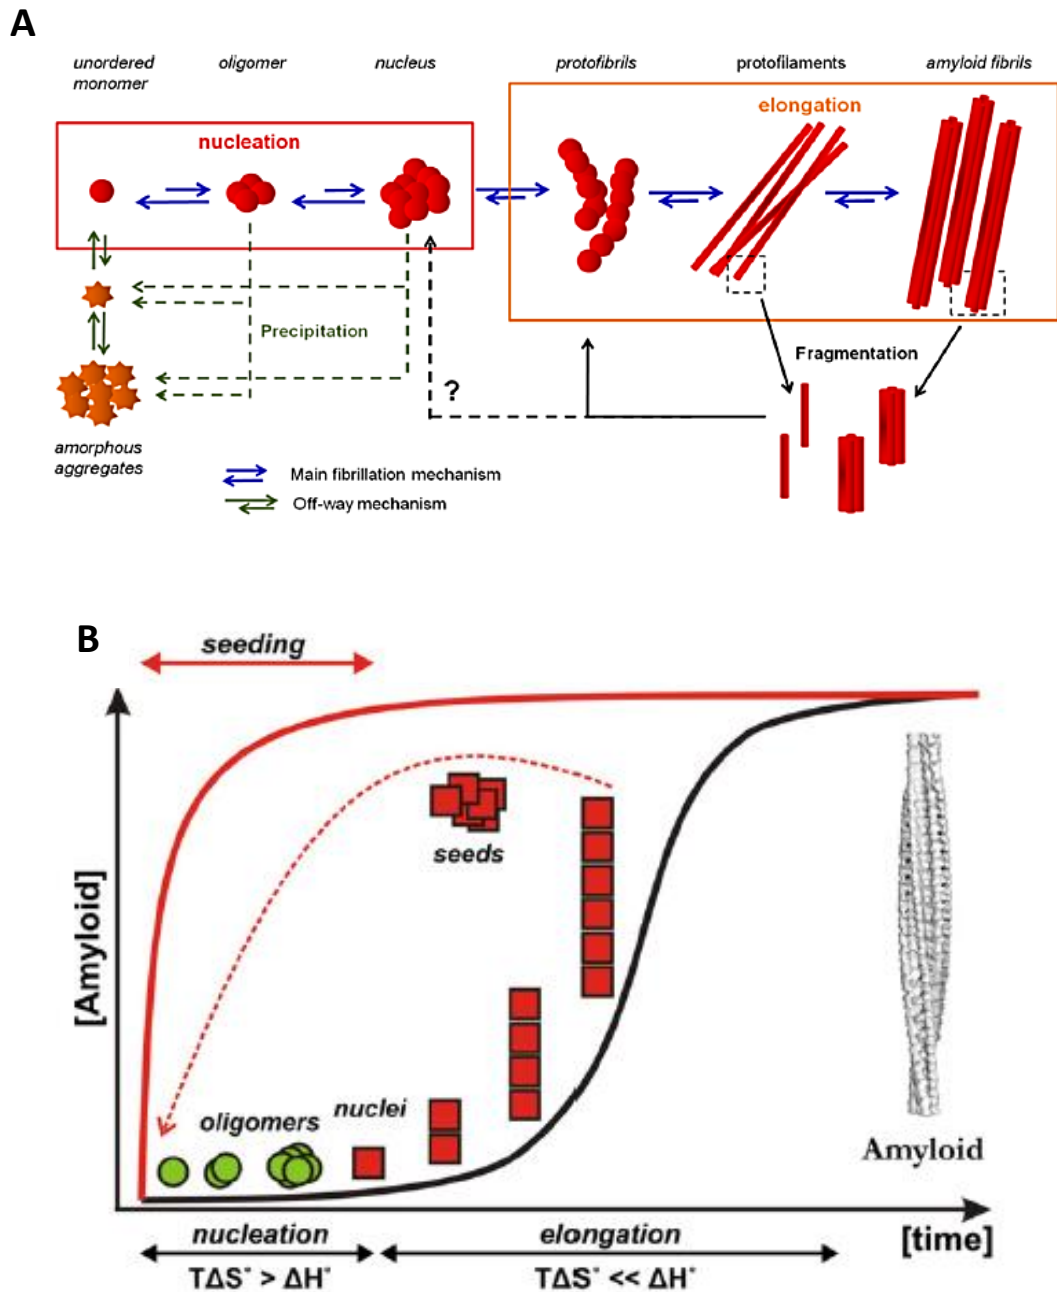 A
unordered
monomer
oligomer
nucleus
protofibrils
protofilaments
amyloid fibrils
nucleation
elongation
Precipitation
?
Fragmentation
amorphous
aggregates
Main fibrillation mechanism
Off-way mechanism
B
seeding
[Amyloid]
seeds
oligomers
nuclei
Amyloid
[time]
nucleation
elongation
TΔS° > ΔH°
TΔS° << ΔH°